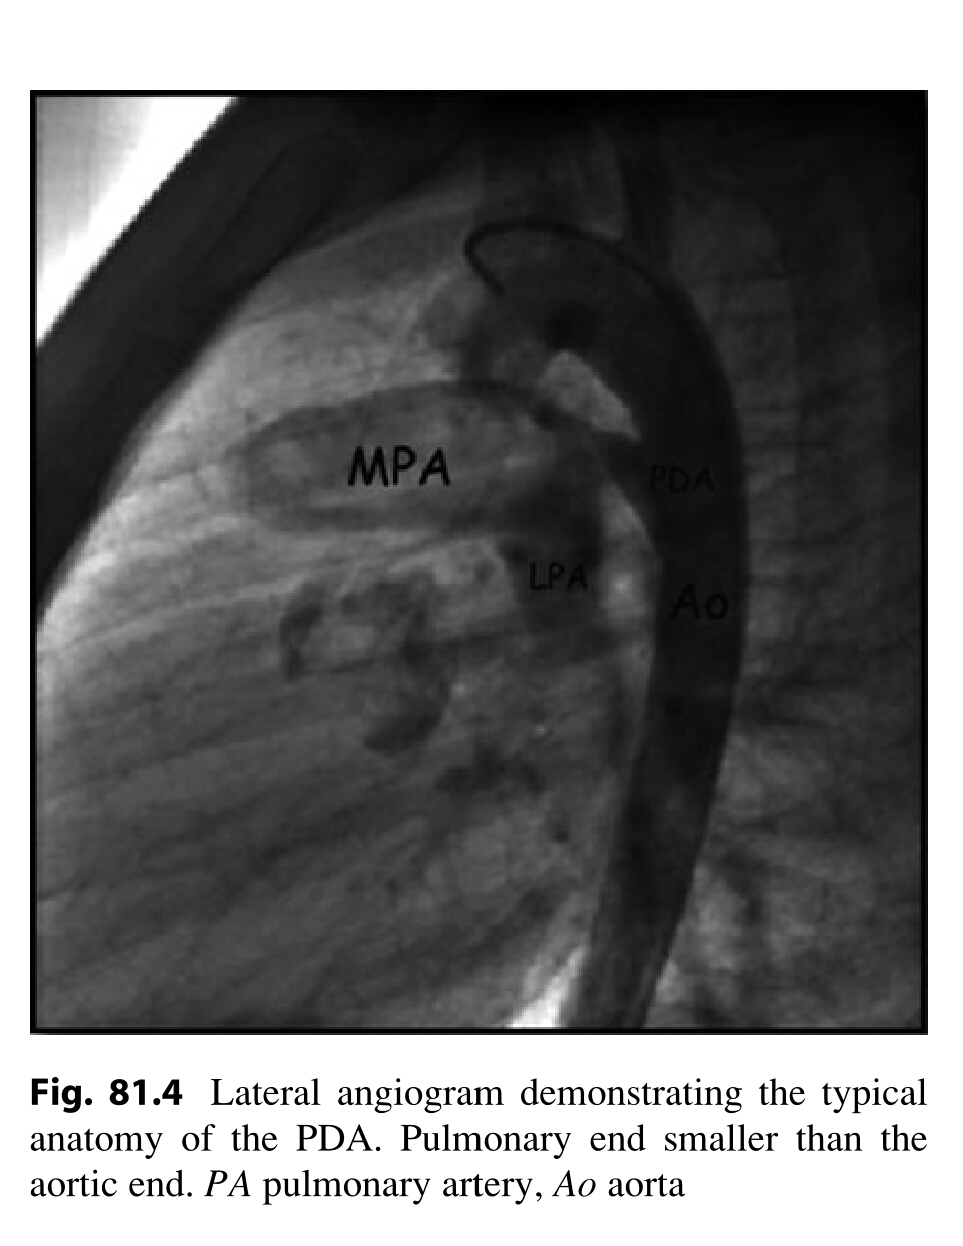 MPA
PDA
LPA
Ao
Fig. 81.4 Lateral angiogram demonstrating the typical
anatomy of the PDA. Pulmonary end smaller than the
aortic end. PA pulmonary artery, Ao aorta